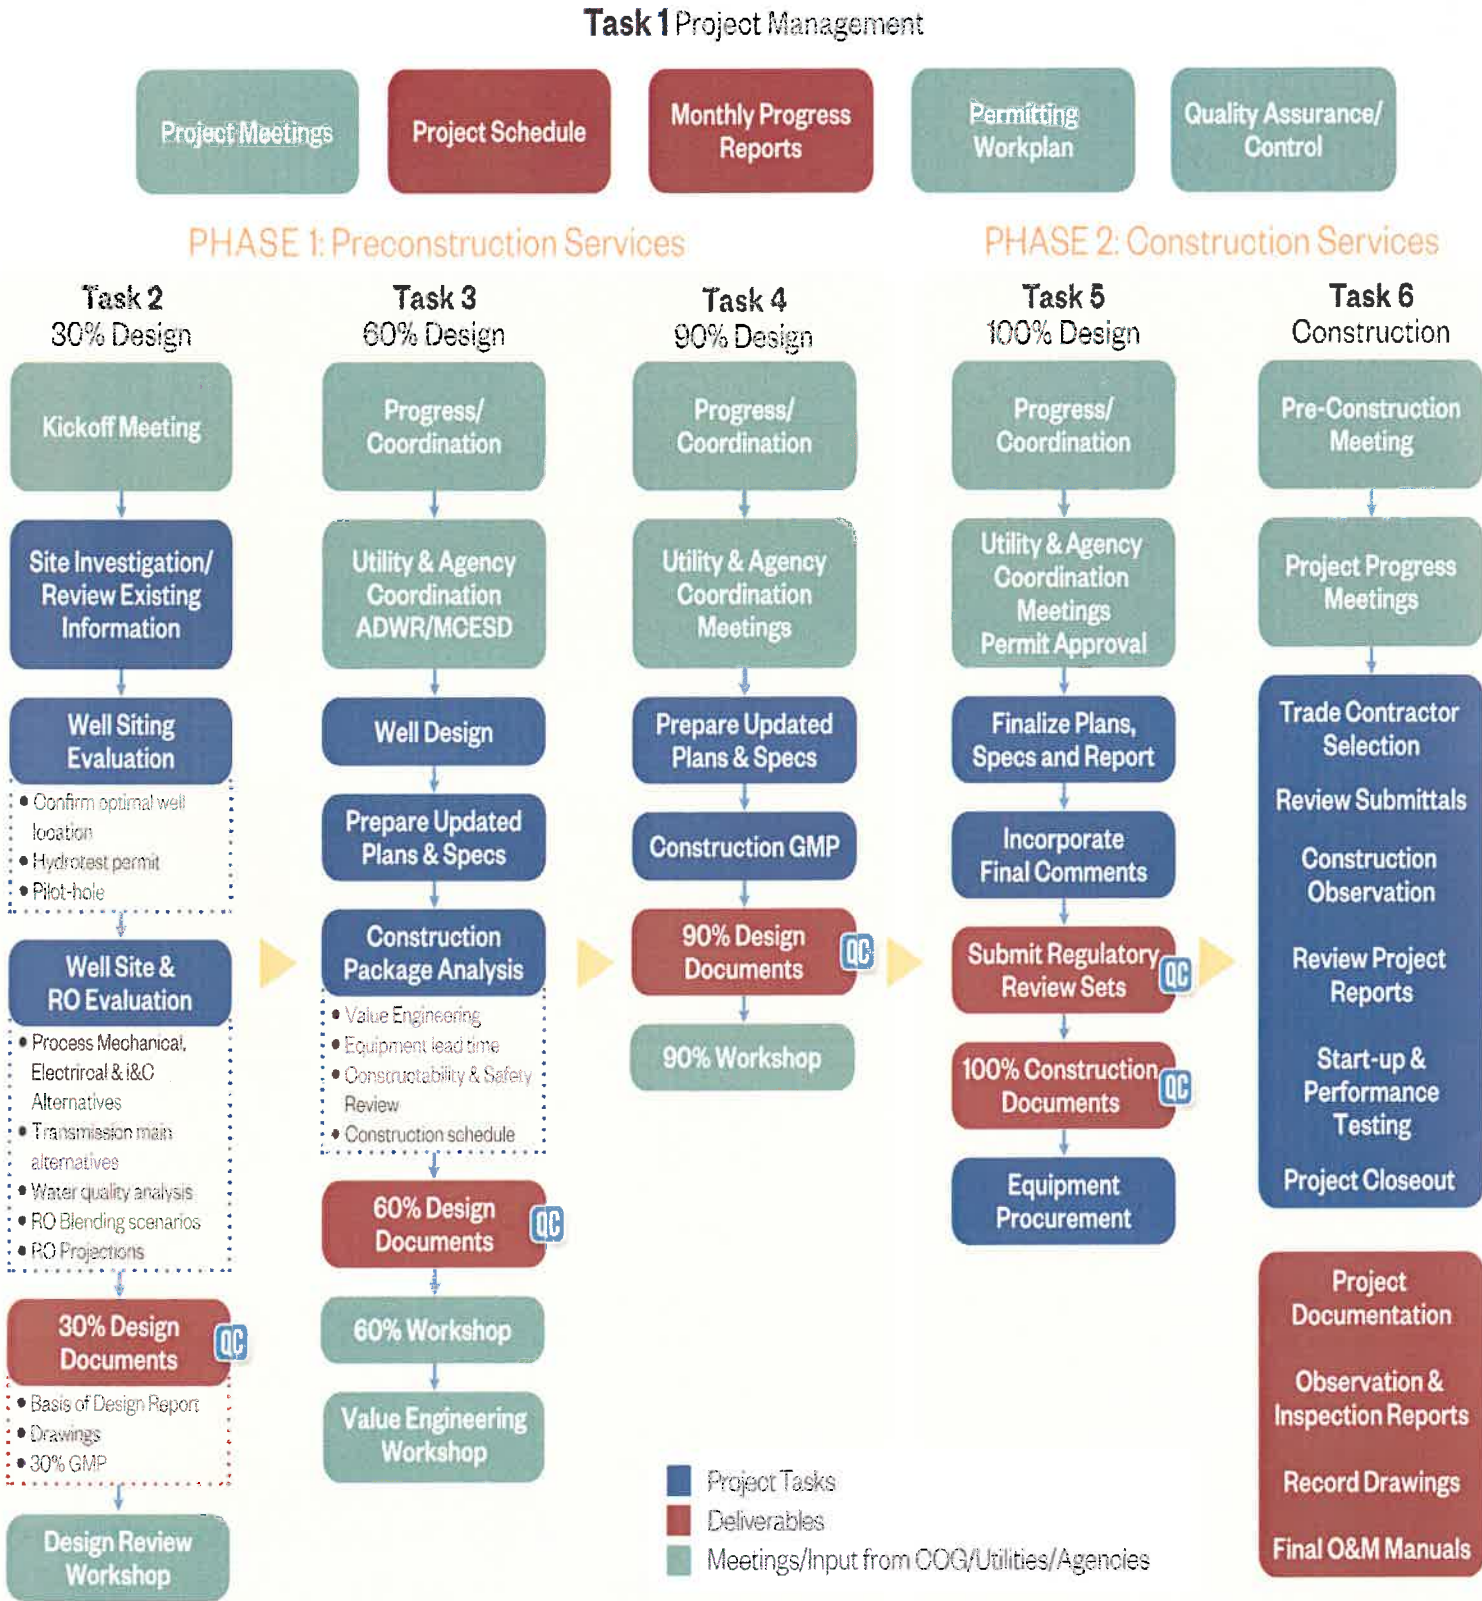 Task 1 Project Management
Project Meetings
Project Schedule
Monthly Progress
Reports
Permitting
Workplan
Quality Assurance/
Control
PHASE 1: Preconstruction Services
PHASE 2: Construction Services
Task 2
30% Design
Kickoff Meeting
Site Investigation/
Review Existing
Information
Well Siting
Evaluation
• Confirm optimal well
location
• Hydrotest permit
• Pilot-hole
Well Site &
RO Evaluation
• Process Mechanical,
Electrircal & I&C
Alternatives
• Transmission main
alternatives
• Water quality analysis
• RO Blending scenarios
• RO Projections
30% Design
Documents
QC
• Basis of Design Report
• Drawings
• 30% GMP
Design Review
Workshop
Task 3
60% Design
Progress/
Coordination
Utility & Agency
Coordination
ADWR/MCESD
Well Design
Prepare Updated
Plans & Specs
Construction
Package Analysis
• Value Engineering
• Equipment lead time
• Constructability & Safety
Review
• Construction schedule
60% Design
Documents
QC
60% Workshop
Value Engineering
Workshop
Task 4
90% Design
Progress/
Coordination
Utility & Agency
Coordination
Meetings
Prepare Updated
Plans & Specs
Construction GMP
90% Design
Documents
QC
90% Workshop
Task 5
100% Design
Progress/
Coordination
Utility & Agency
Coordination
Meetings
Permit Approval
Finalize Plans,
Specs and Report
Incorporate
Final Comments
Submit Regulatory
Review Sets
QC
100% Construction
Documents
QC
Equipment
Procurement
Task 6
Construction
Pre-Construction
Meeting
Project Progress
Meetings
Trade Contractor
Selection
Review Submittals
Construction
Observation
Review Project
Reports
Start-up &
Performance
Testing
Project Closeout
Project
Documentation
Observation &
Inspection Reports
Record Drawings
Final O&M Manuals
Project Tasks
Deliverables
Meetings/Input from COG/Utilities/Agencies